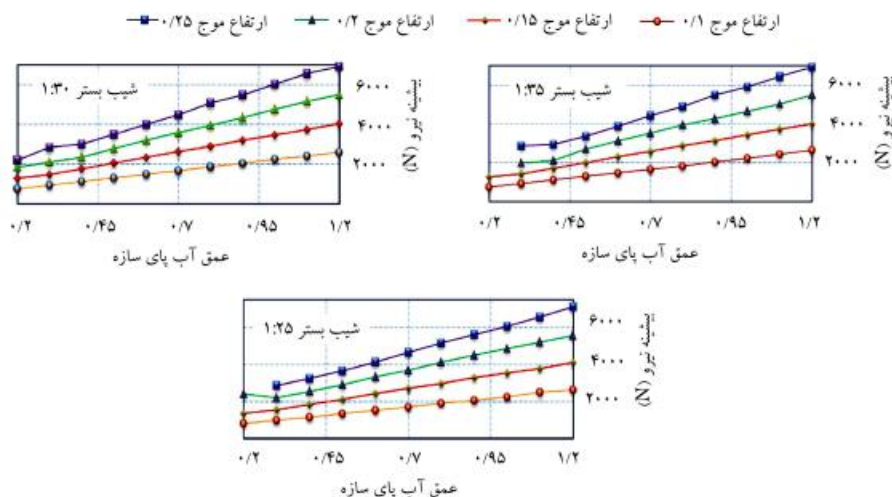 ارتفاع موج ۰/۱ ارتفاع موج ۰/۱۵ ارتفاع موج ۰/۲ ارتفاع موج ۰/۲۵
شیب بستر ۱:۳۵
۶۰۰۰
۴۰۰۰
۲۰۰۰
بیشینه نیرو (N)
۰/۲ ۰/۴۵ ۰/۷ ۰/۹۵ ۱/۲
عمق آب پای سازه
شیب بستر ۱:۳۰
۶۰۰۰
۴۰۰۰
۲۰۰۰
بیشینه نیرو (N)
۰/۲ ۰/۴۵ ۰/۷ ۰/۹۵ ۱/۲
عمق آب پای سازه
شیب بستر ۱:۲۵
۶۰۰۰
۴۰۰۰
۲۰۰۰
بیشینه نیرو (N)
۰/۲ ۰/۴۵ ۰/۷ ۰/۹۵ ۱/۲
عمق آب پای سازه